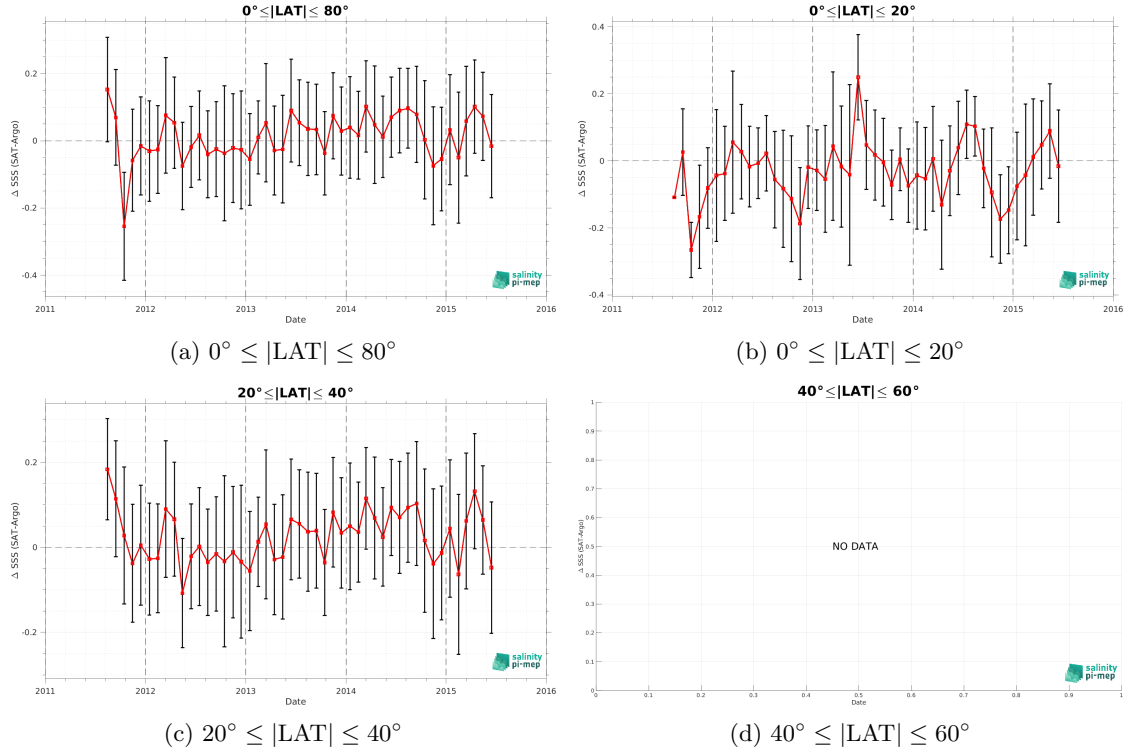 0°≤|LAT|≤ 80°
Δ SSS (SAT-Argo)
0.2
0
-0.2
-0.4
2011 2012 2013 2014 2015 2016
Date
salinity
pi-mep
(a) 0° ≤ |LAT| ≤ 80°
0°≤|LAT|≤ 20°
Δ SSS (SAT-Argo)
0.4
0.2
0
-0.2
-0.4
2011 2012 2013 2014 2015 2016
Date
salinity
pi-mep
(b) 0° ≤ |LAT| ≤ 20°
20°≤|LAT|≤ 40°
Δ SSS (SAT-Argo)
0.2
0
-0.2
2011 2012 2013 2014 2015 2016
Date
salinity
pi-mep
(c) 20° ≤ |LAT| ≤ 40°
40°≤|LAT|≤ 60°
Δ SSS (SAT-Argo)
1
0.9
0.8
0.7
0.6
0.5
0.4
0.3
0.2
0.1
0
NO DATA
0 0.1 0.2 0.3 0.4 0.5 0.6 0.7 0.8 0.9 1
Date
salinity
pi-mep
(d) 40° ≤ |LAT| ≤ 60°